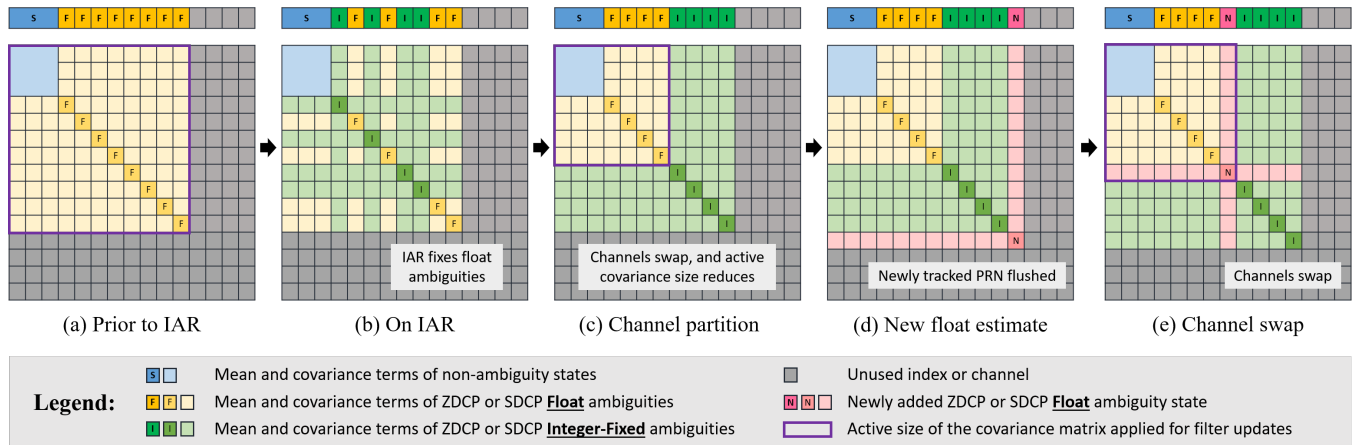 S F F F F F F F F
S I F I F I I F F
S F F F F I I I I
S F F F F I I I I N
S F F F F N I I I I
F
F
F
F
F
F
F
F
I
F
I
F
I
I
F
F
IAR fixes float
ambiguities
F
F
F
F
I
I
I
I
Channels swap, and active
covariance size reduces
F
F
F
F
I
I
I
I
N
Newly tracked PRN flushed
F
F
F
F
N
I
I
I
I
Channels swap
(a) Prior to IAR
(b) On IAR
(c) Channel partition
(d) New float estimate
(e) Channel swap
Legend:
S Mean and covariance terms of non-ambiguity states
F F Mean and covariance terms of ZDCP or SDCP Float ambiguities
I I Mean and covariance terms of ZDCP or SDCP Integer-Fixed ambiguities
Unused index or channel
N N Newly added ZDCP or SDCP Float ambiguity state
Active size of the covariance matrix applied for filter updates